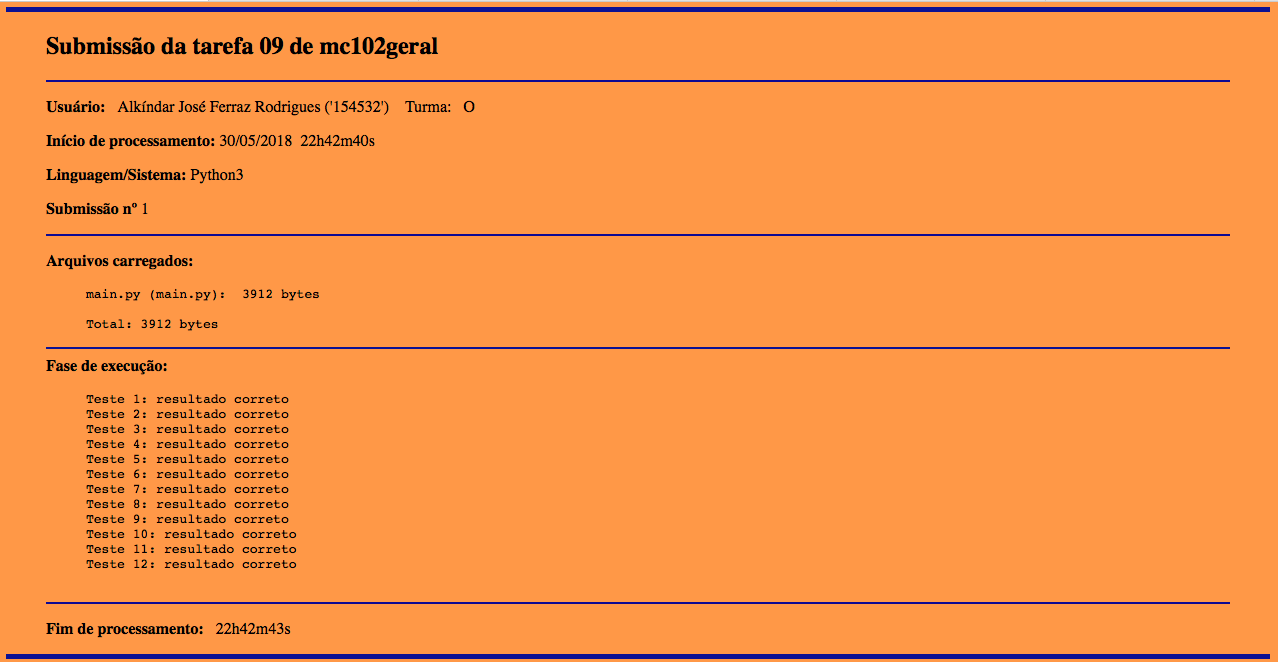 Submissão da tarefa 09 de mc102geral
Usuário: Alkíndar José Ferraz Rodrigues ('154532') Turma: O
Início de processamento: 30/05/2018 22h42m40s
Linguagem/Sistema: Python3
Submissão nº 1
Arquivos carregados:
main.py (main.py): 3912 bytes
Total: 3912 bytes
Fase de execução:
Teste 1: resultado correto
Teste 2: resultado correto
Teste 3: resultado correto
Teste 4: resultado correto
Teste 5: resultado correto
Teste 6: resultado correto
Teste 7: resultado correto
Teste 8: resultado correto
Teste 9: resultado correto
Teste 10: resultado correto
Teste 11: resultado correto
Teste 12: resultado correto
Fim de processamento: 22h42m43s